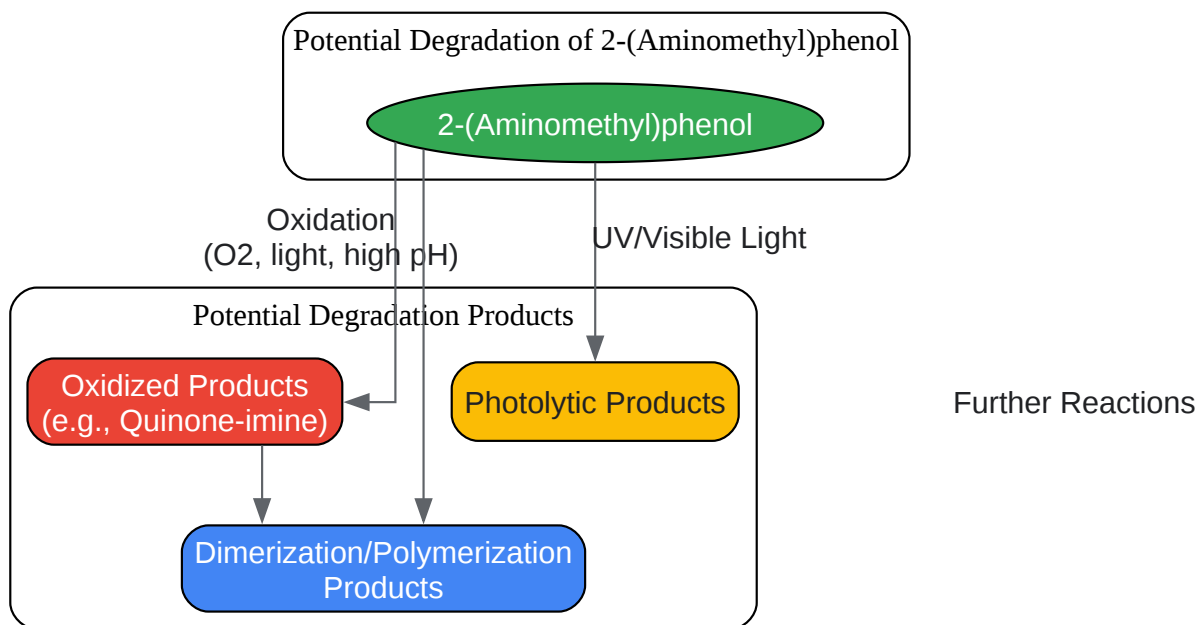 Potential Degradation of 2-(Aminomethyl)phenol
2-(Aminomethyl)phenol
Oxidation
(O2, light, high pH)
UV/Visible Light
Potential Degradation Products
Oxidized Products
(e.g., Quinone-imine)
Photolytic Products
Further Reactions
Dimerization/Polymerization
Products